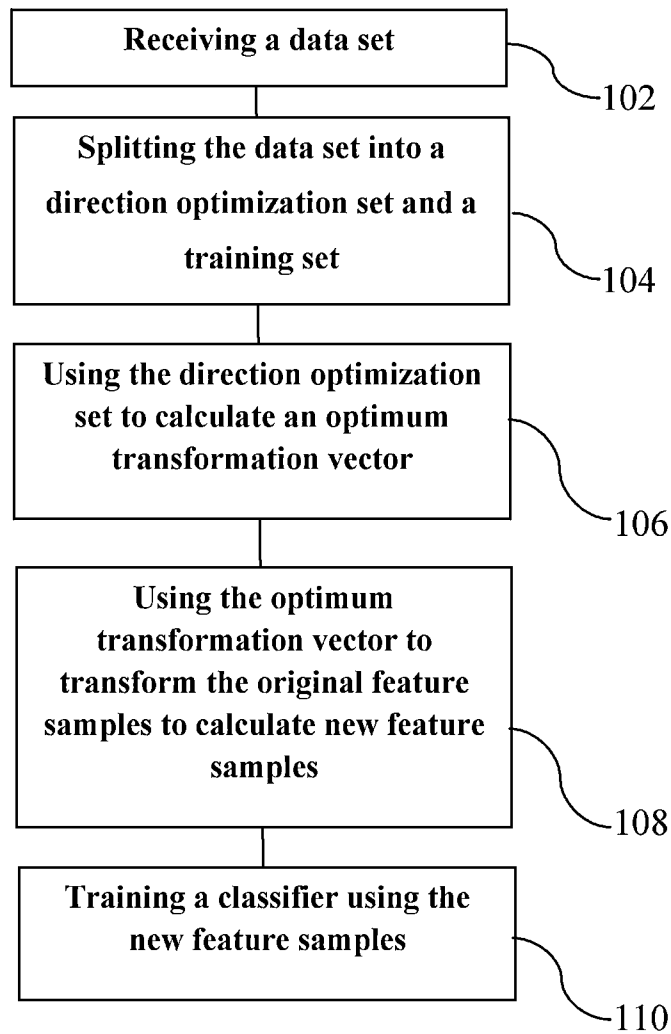 Receiving a data set
102
Splitting the data set into a
direction optimization set and a
training set
104
Using the direction optimization
set to calculate an optimum
transformation vector
106
Using the optimum
transformation vector to
transform the original feature
samples to calculate new feature
samples
108
Training a classifier using the
new feature samples
110